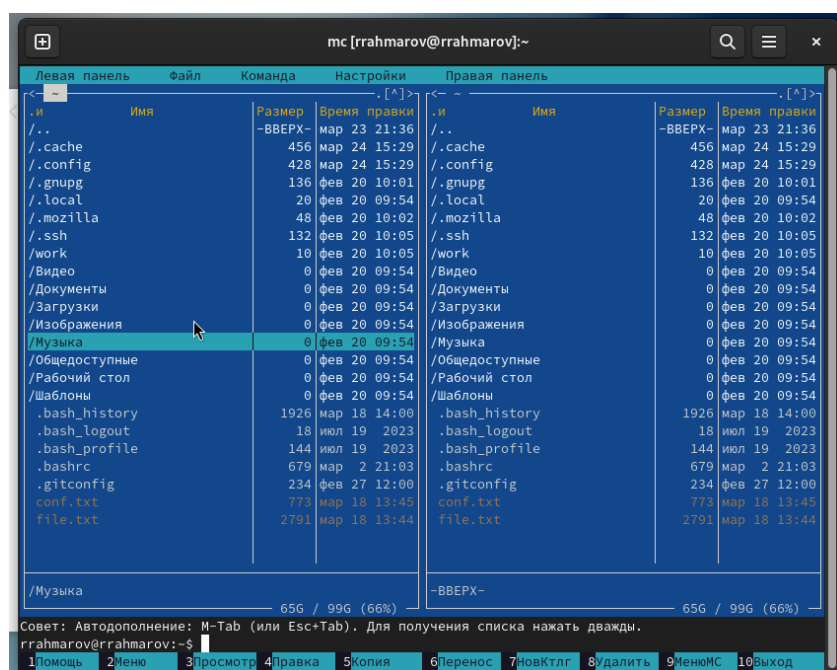 mc [rrahmarov@rrahmarov]:~
Левая панель Файл Команда Настройки Правая панель
<- ~ .[^]> <- ~ .[^]>
.и Имя Размер Время правки .и Имя Размер Время правки
/.. -ВВЕРХ- мар 23 21:36 /.. -ВВЕРХ- мар 23 21:36
/.cache 456 мар 24 15:29 /.cache 456 мар 24 15:29
/.config 428 мар 24 15:29 /.config 428 мар 24 15:29
/.gnupg 136 фев 20 10:01 /.gnupg 136 фев 20 10:01
/.local 20 фев 20 09:54 /.local 20 фев 20 09:54
/.mozilla 48 фев 20 10:02 /.mozilla 48 фев 20 10:02
/.ssh 132 фев 20 10:05 /.ssh 132 фев 20 10:05
/work 10 фев 20 10:05 /work 10 фев 20 10:05
/Видео 0 фев 20 09:54 /Видео 0 фев 20 09:54
/Документы 0 фев 20 09:54 /Документы 0 фев 20 09:54
/Загрузки 0 фев 20 09:54 /Загрузки 0 фев 20 09:54
/Изображения 0 фев 20 09:54 /Изображения 0 фев 20 09:54
/Музыка 0 фев 20 09:54 /Музыка 0 фев 20 09:54
/Общедоступные 0 фев 20 09:54 /Общедоступные 0 фев 20 09:54
/Рабочий стол 0 фев 20 09:54 /Рабочий стол 0 фев 20 09:54
/Шаблоны 0 фев 20 09:54 /Шаблоны 0 фев 20 09:54
.bash_history 1926 мар 18 14:00 .bash_history 1926 мар 18 14:00
.bash_logout 18 июл 19 2023 .bash_logout 18 июл 19 2023
.bash_profile 144 июл 19 2023 .bash_profile 144 июл 19 2023
.bashrc 679 мар 2 21:03 .bashrc 679 мар 2 21:03
.gitconfig 234 фев 27 12:00 .gitconfig 234 фев 27 12:00
conf.txt 773 мар 18 13:45 conf.txt 773 мар 18 13:45
file.txt 2791 мар 18 13:44 file.txt 2791 мар 18 13:44
/Музыка -ВВЕРХ-
65G / 99G (66%) 65G / 99G (66%)
Совет: Автодополнение: M-Tab (или Esc+Tab). Для получения списка нажать дважды.
rrahmarov@rrahmarov:~$
1Помощь 2Меню 3Просмотр 4Правка 5Копия 6Перенос 7НовКтлг 8Удалить 9МенюMC 10Выход